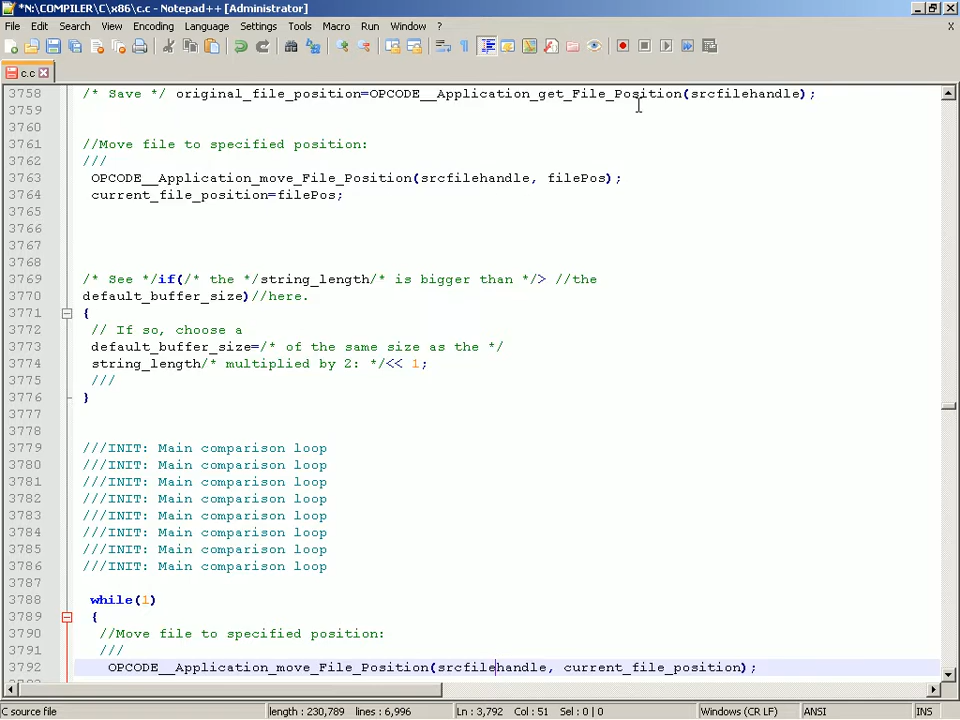 *N:\COMPILER\C\x86\c.c - Notepad++ [Administrator]
File Edit Search View Encoding Language Settings Tools Macro Run Window ? X
c.c
3758 /* Save */ original_file_position=OPCODE__Application_get_File_Position(srcfilehandle);
3759
3760
3761 //Move file to specified position:
3762 ///
3763 OPCODE__Application_move_File_Position(srcfilehandle, filePos);
3764 current_file_position=filePos;
3765
3766
3767
3768
3769 /* See */if(/* the */string_length/* is bigger than */> //the
3770 default_buffer_size)//here.
3771 {
3772 // If so, choose a
3773 default_buffer_size=/* of the same size as the */
3774 string_length/* multiplied by 2: */<< 1;
3775 ///
3776 }
3777
3778
3779 ///INIT: Main comparison loop
3780 ///INIT: Main comparison loop
3781 ///INIT: Main comparison loop
3782 ///INIT: Main comparison loop
3783 ///INIT: Main comparison loop
3784 ///INIT: Main comparison loop
3785 ///INIT: Main comparison loop
3786 ///INIT: Main comparison loop
3787
3788 while(1)
3789 {
3790 //Move file to specified position:
3791 ///
3792 OPCODE__Application_move_File_Position(srcfilehandle, current_file_position);
C source file length : 230,789 lines : 6,996 Ln : 3,792 Col : 51 Sel : 0 | 0 Windows (CR LF) ANSI INS